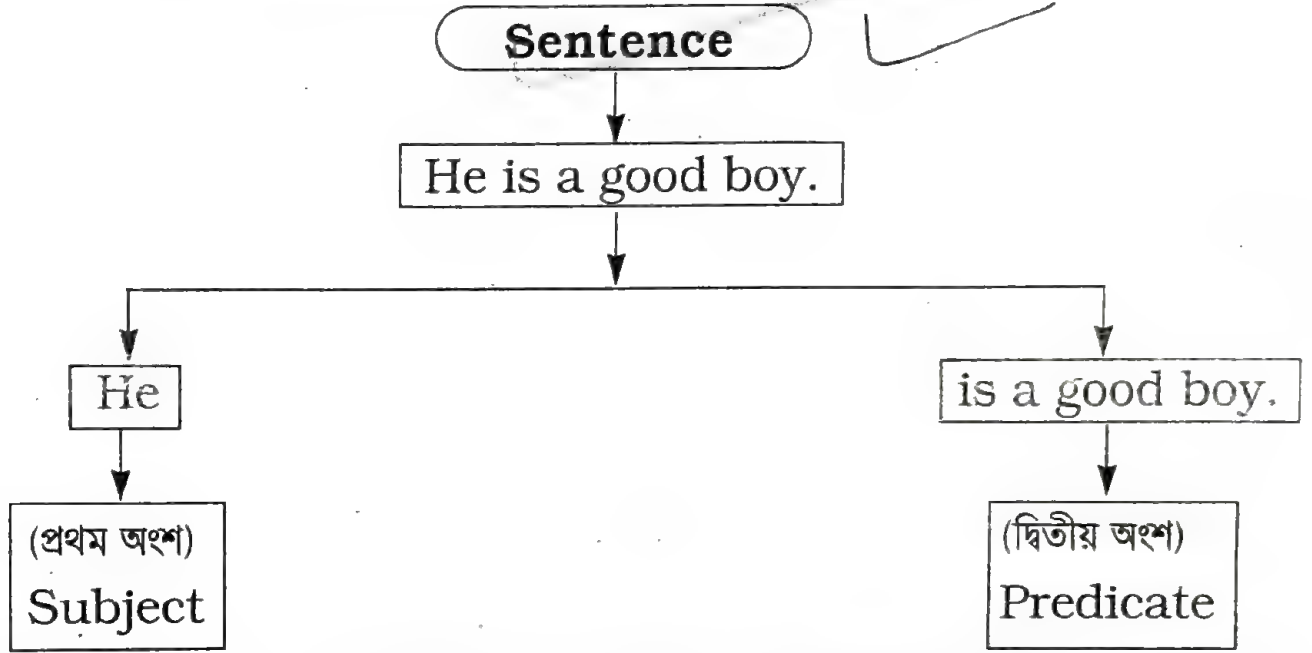 Sentence
He is a good boy.
He
is a good boy.
(প্রথম অংশ)
Subject
(দ্বিতীয় অংশ)
Predicate